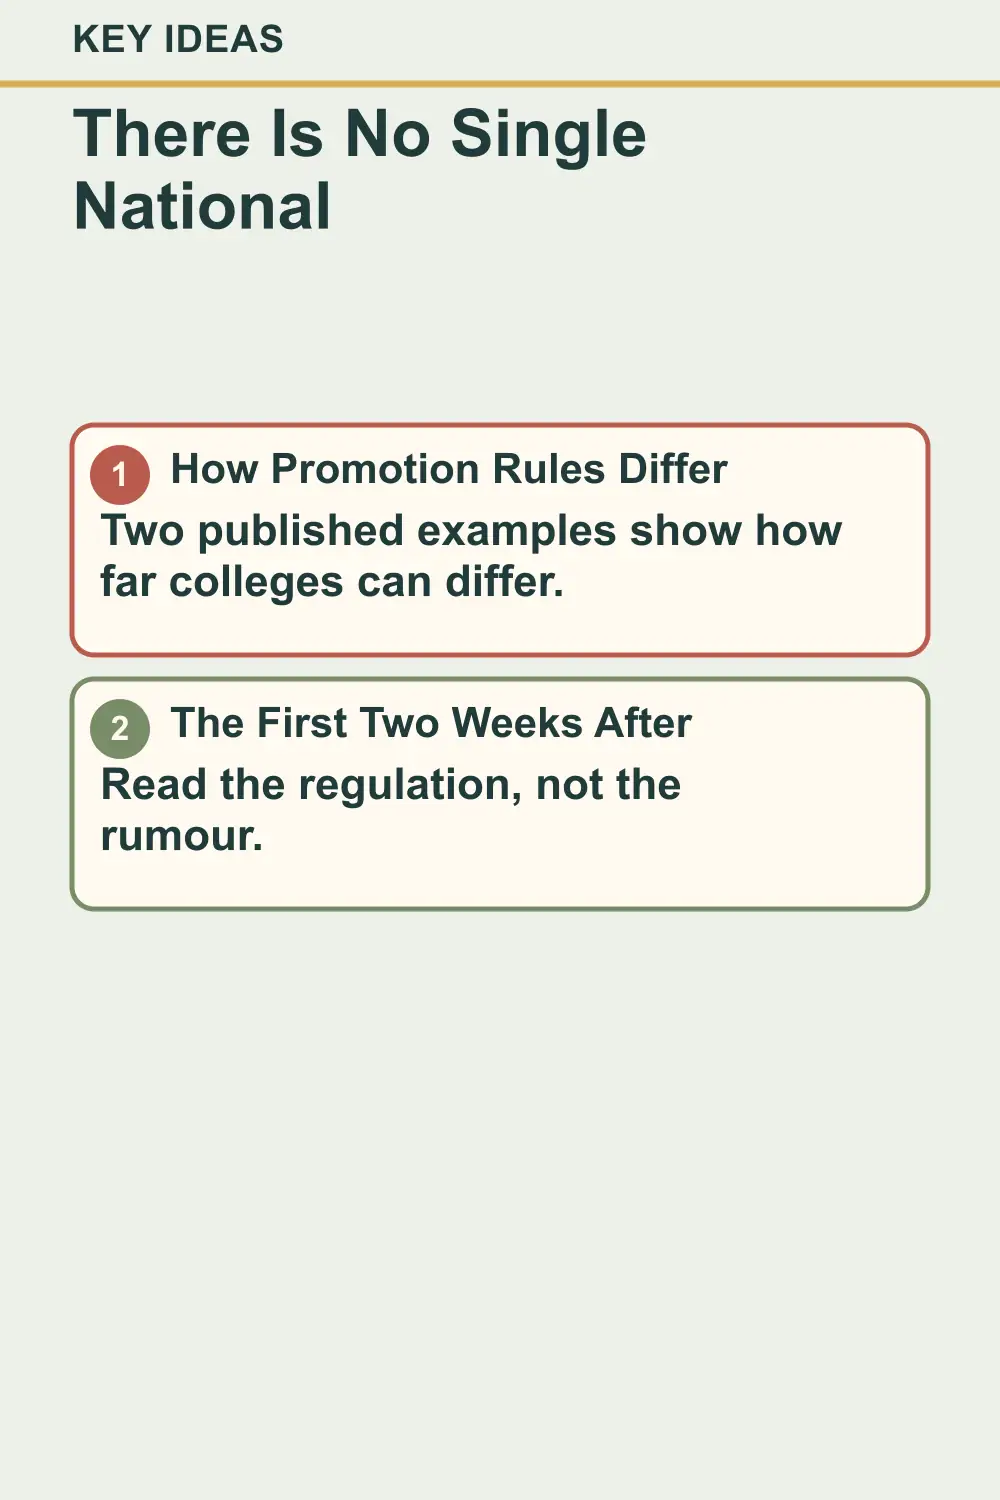 KEY IDEAS
There Is No Single
National
1 How Promotion Rules Differ
Two published examples show how
far colleges can differ.
2 The First Two Weeks After
Read the regulation, not the
rumour.